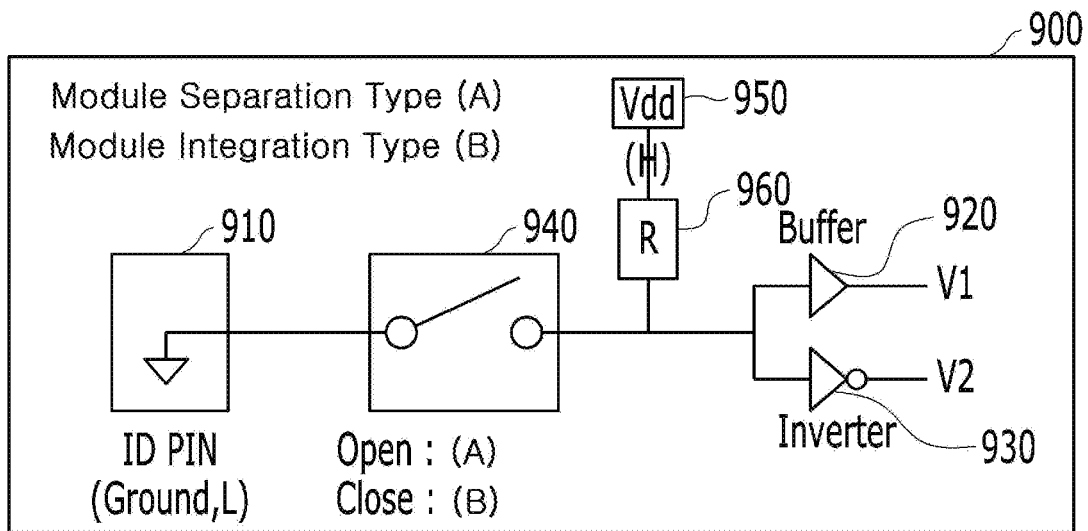 900
Module Separation Type (A)
Module Integration Type (B)
Vdd
950
(H)
960
R
910
940
Buffer
920
V1
V2
Inverter
930
ID PIN
(Ground,L)
Open : (A)
Close : (B)